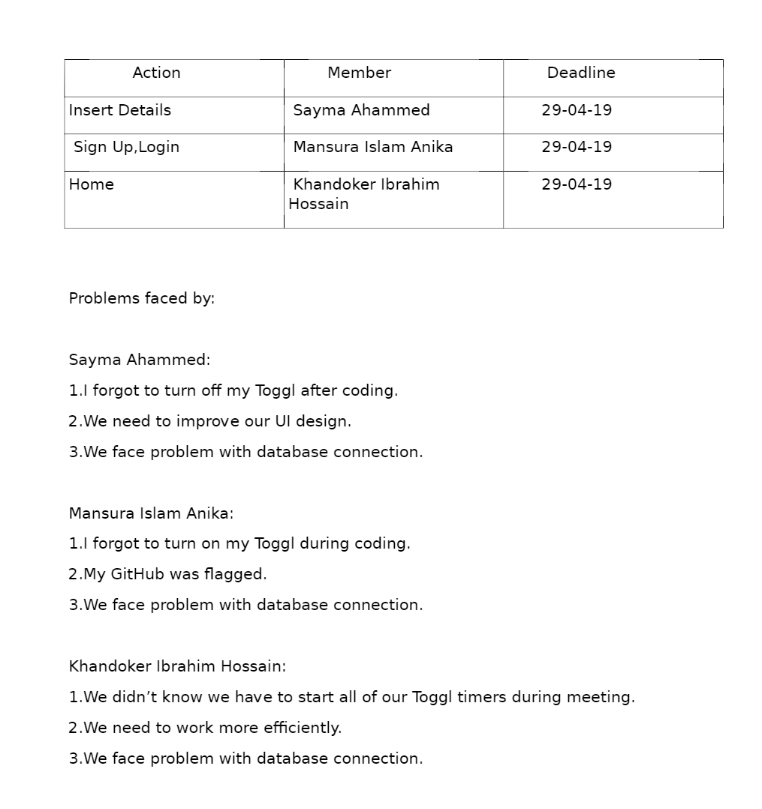 Action Member Deadline
Insert Details Sayma Ahammed 29-04-19
Sign Up,Login Mansura Islam Anika 29-04-19
Home Khandoker Ibrahim 29-04-19
Hossain
Problems faced by:
Sayma Ahammed:
1.I forgot to turn off my Toggl after coding.
2.We need to improve our UI design.
3.We face problem with database connection.
Mansura Islam Anika:
1.I forgot to turn on my Toggl during coding.
2.My GitHub was flagged.
3.We face problem with database connection.
Khandoker Ibrahim Hossain:
1.We didn’t know we have to start all of our Toggl timers during meeting.
2.We need to work more efficiently.
3.We face problem with database connection.